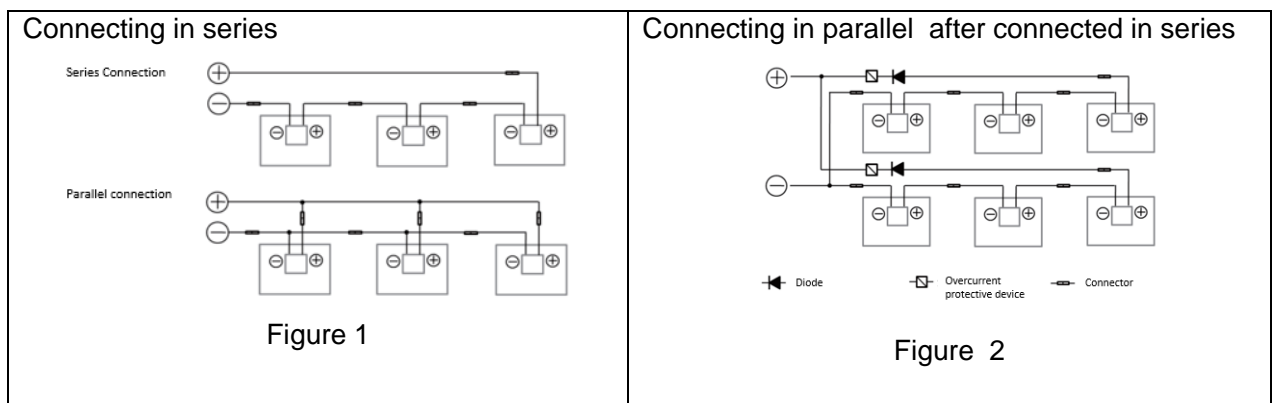 Connecting in series
Series Connection
+
−
− + − + − +
Parallel connection
+
−
− + − + − +
Figure 1
Connecting in parallel after connected in series
+
− + − + − +
−
− + − + − +
Diode
Overcurrent
protective device
Connector
Figure 2